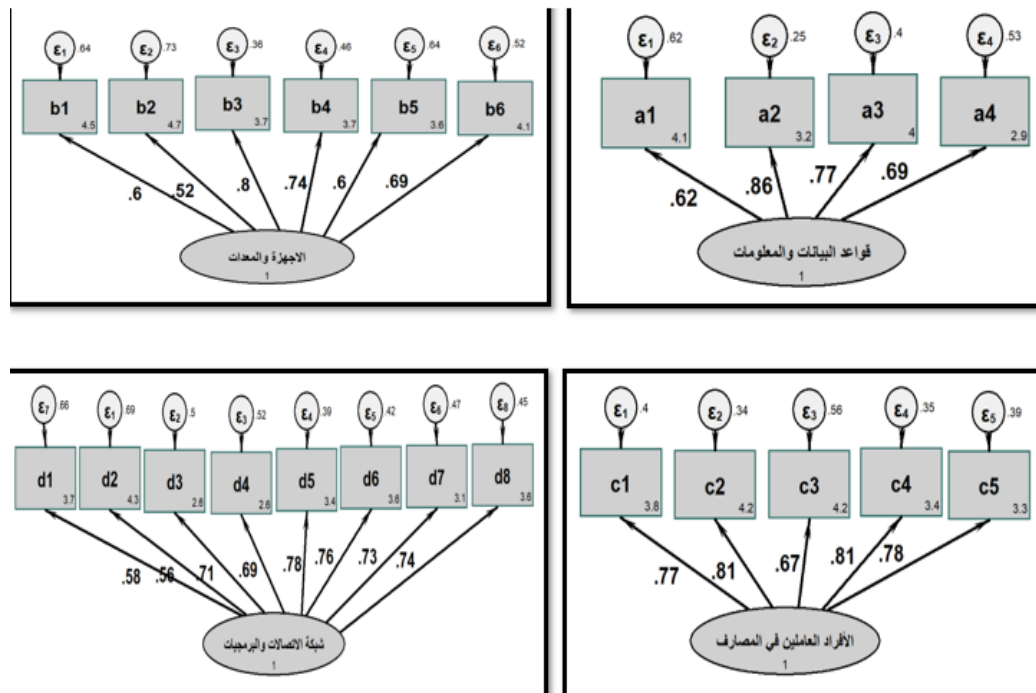 ε1 .64 ε2 .73 ε3 .36 ε4 .46 ε5 .64 ε6 .52
b1 4.5 b2 4.7 b3 3.7 b4 3.7 b5 3.6 b6 4.1
.6 .52 .8 .74 .6 .69
الاجهزة والمعدات
1
ε1 .62 ε2 .25 ε3 .4 ε4 .53
a1 4.1 a2 3.2 a3 4 a4 2.9
.62 .86 .77 .69
قواعد البيانات والمعلومات
1
ε7 .66 ε1 .69 ε2 .5 ε3 .52 ε4 .39 ε5 .42 ε6 .47 ε8 .45
d1 3.7 d2 4.3 d3 2.6 d4 2.6 d5 3.4 d6 3.6 d7 3.1 d8 3.6
.58 .56 .71 .69 .78 .76 .73 .74
شبكة الاتصالات والبرمجيات
1
ε1 .4 ε2 .34 ε3 .56 ε4 .35 ε5 .39
c1 3.8 c2 4.2 c3 4.2 c4 3.4 c5 3.3
.77 .81 .67 .81 .78
الأفراد العاملين في المصارف
1